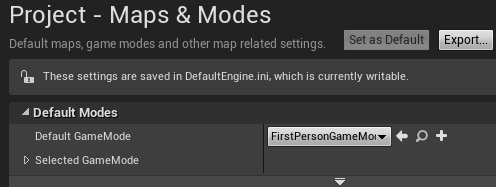 Project - Maps & Modes
Default maps, game modes and other map related settings.
Set as Default
Export...
These settings are saved in DefaultEngine.ini, which is currently writable.
Default Modes
Default GameMode
FirstPersonGameMo
Selected GameMode